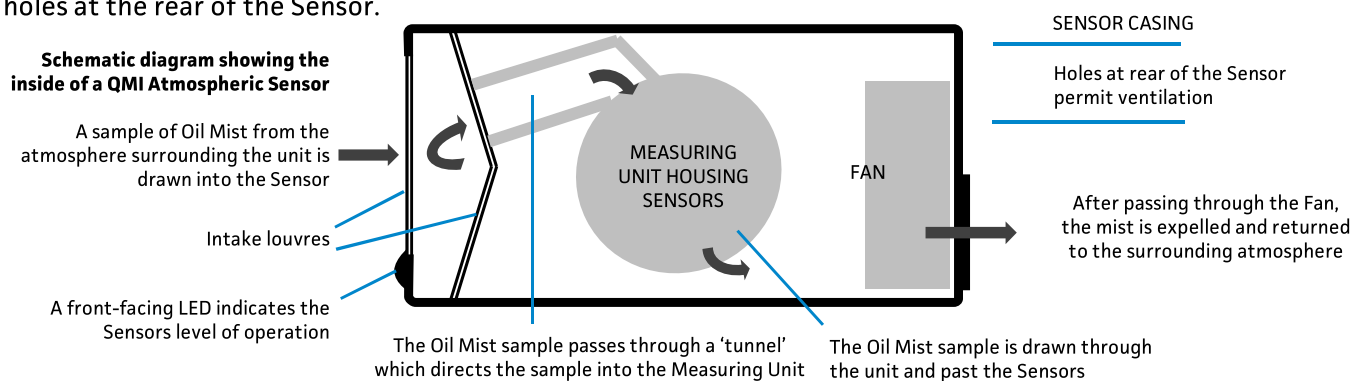 holes at the rear of the Sensor.
Schematic diagram showing the
inside of a QMI Atmospheric Sensor
A sample of Oil Mist from the
atmosphere surrounding the unit is
drawn into the Sensor
Intake louvres
A front-facing LED indicates the
Sensors level of operation
MEASURING
UNIT HOUSING
SENSORS
FAN
The Oil Mist sample passes through a ‘tunnel’
which directs the sample into the Measuring Unit
The Oil Mist sample is drawn through
the unit and past the Sensors
SENSOR CASING
Holes at rear of the Sensor
permit ventilation
After passing through the Fan,
the mist is expelled and returned
to the surrounding atmosphere